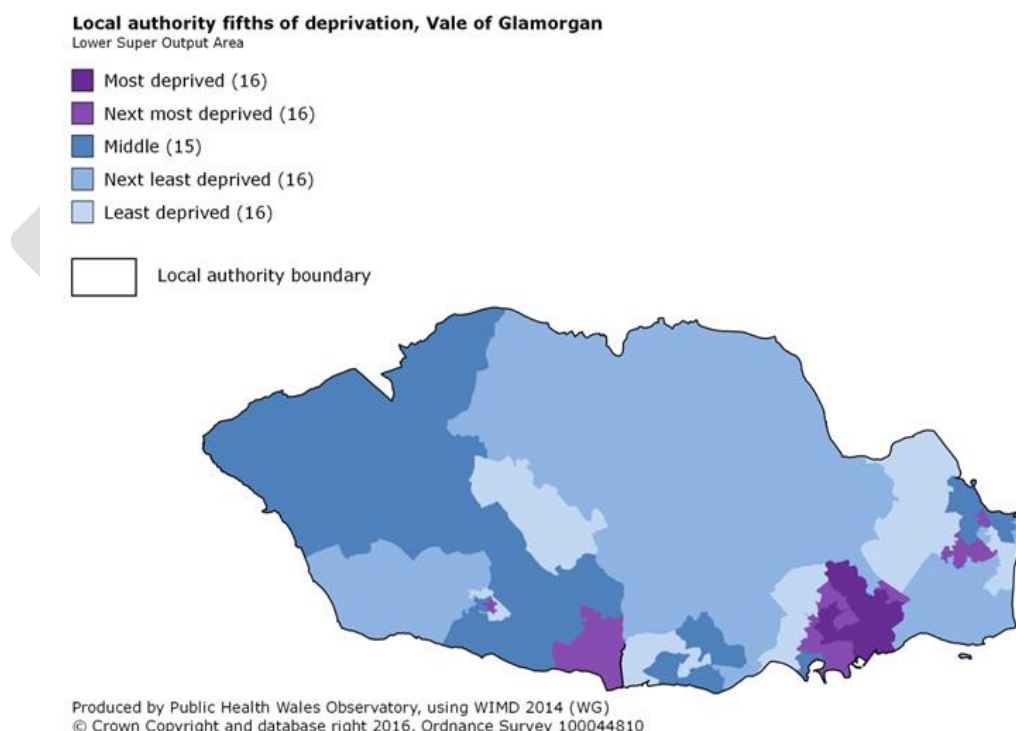 Local authority fifths of deprivation, Vale of Glamorgan
Lower Super Output Area
Most deprived (16)
Next most deprived (16)
Middle (15)
Next least deprived (16)
Least deprived (16)
Local authority boundary
Produced by Public Health Wales Observatory, using WIMD 2014 (WG)
© Crown Copyright and database right 2016, Ordnance Survey 100044810